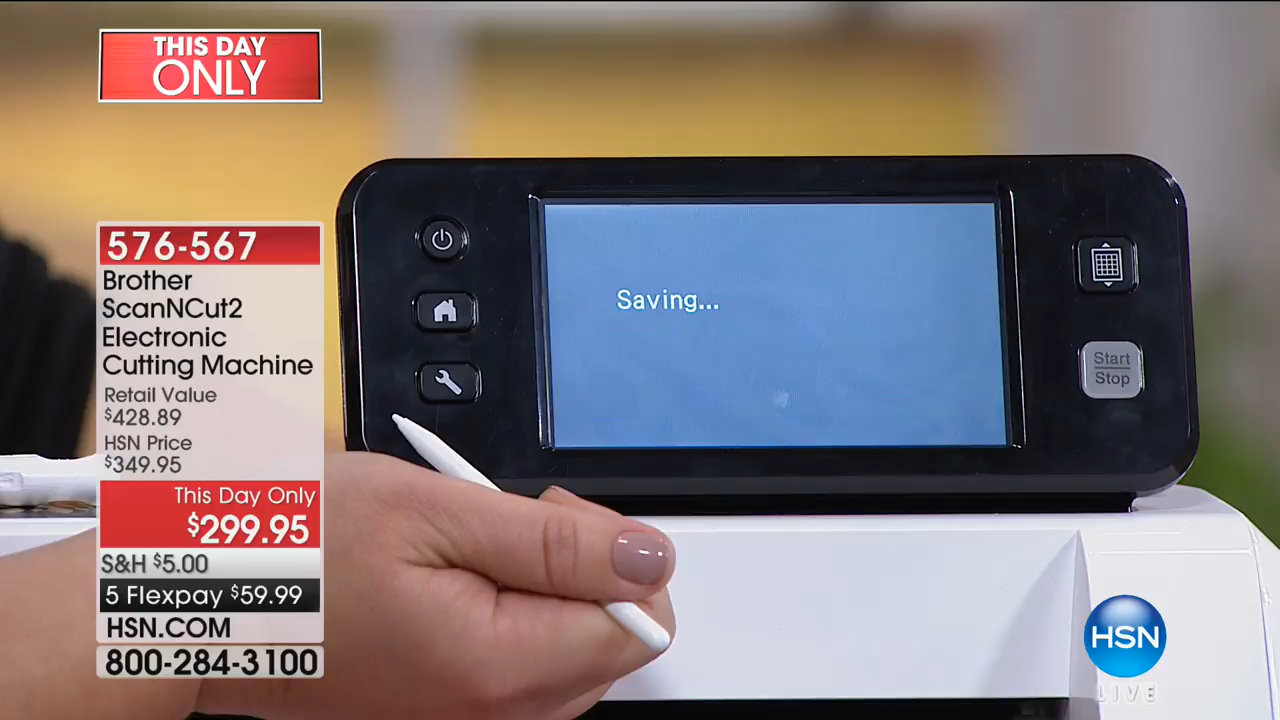 THIS DAY
ONLY
576-567
Brother
ScanNCut2
Electronic
Cutting Machine
Retail Value
$428.89
HSN Price
$349.95
This Day Only
$299.95
S&H $5.00
5 Flexpay $59.99
HSN.COM
800-284-3100
Saving...
Start
Stop
HSN
LIVE